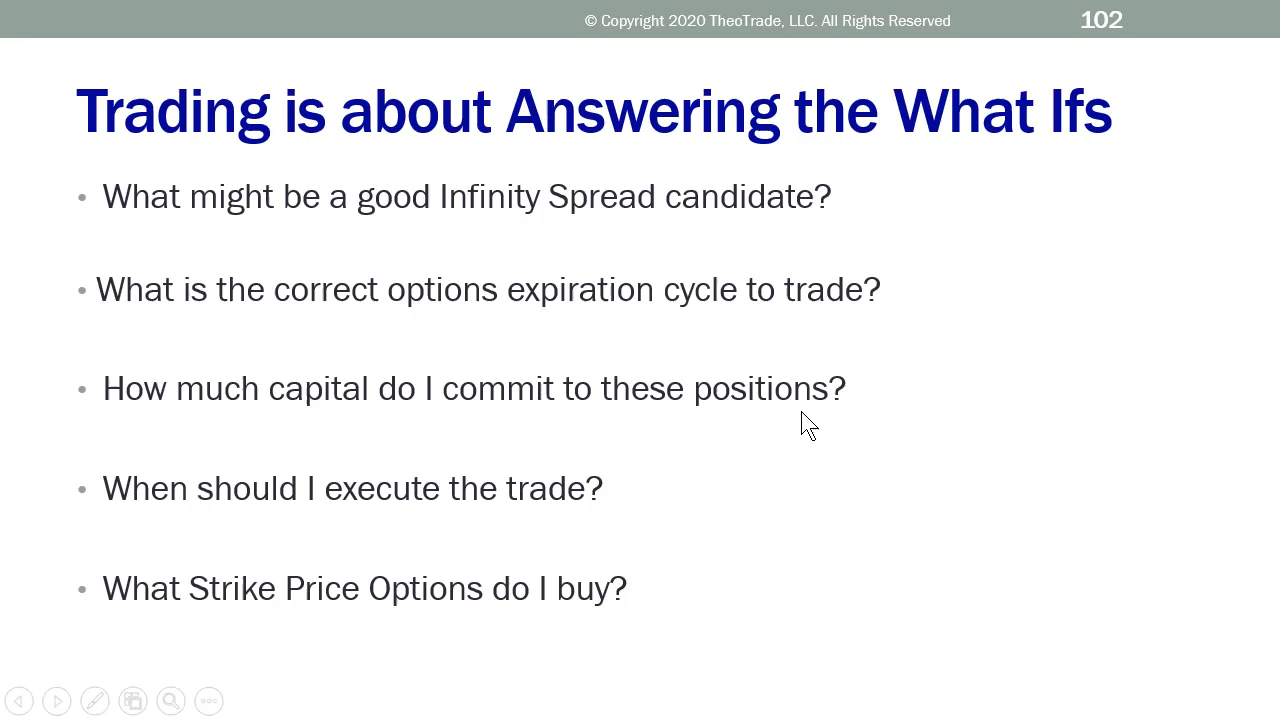 © Copyright 2020 TheoTrade, LLC. All Rights Reserved
102
Trading is about Answering the What Ifs
• What might be a good Infinity Spread candidate?
• What is the correct options expiration cycle to trade?
• How much capital do I commit to these positions?
• When should I execute the trade?
• What Strike Price Options do I buy?